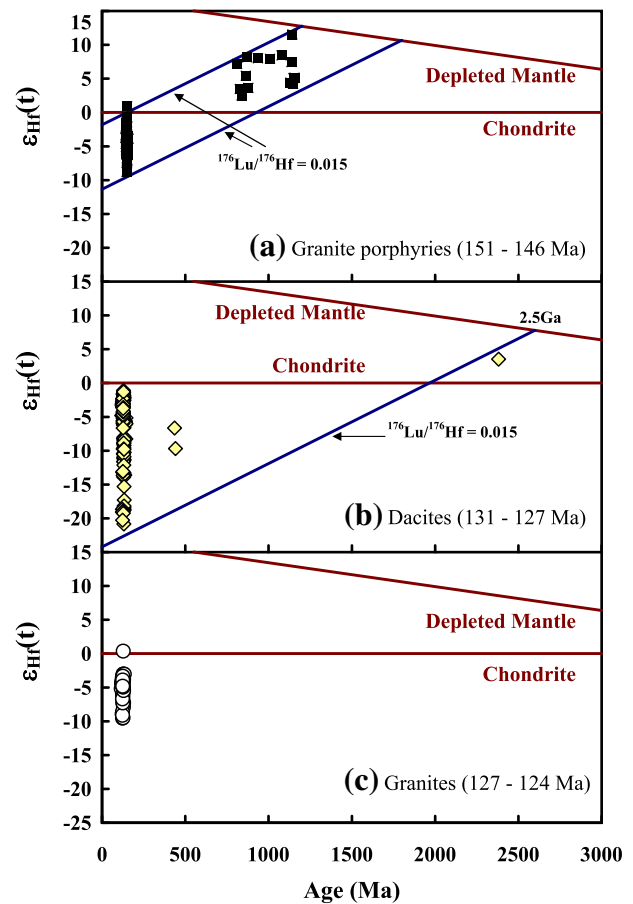 15
10
5
0
-5
-10
-15
-20
εHf(t)
Depleted Mantle
Chondrite
176Lu/176Hf = 0.015
(a) Granite porphyries (151 - 146 Ma)
15
10
5
0
-5
-10
-15
-20
εHf(t)
2.5Ga
Depleted Mantle
Chondrite
176Lu/176Hf = 0.015
(b) Dacites (131 - 127 Ma)
15
10
5
0
-5
-10
-15
-20
-25
εHf(t)
Depleted Mantle
Chondrite
(c) Granites (127 - 124 Ma)
0 500 1000 1500 2000 2500 3000
Age (Ma)